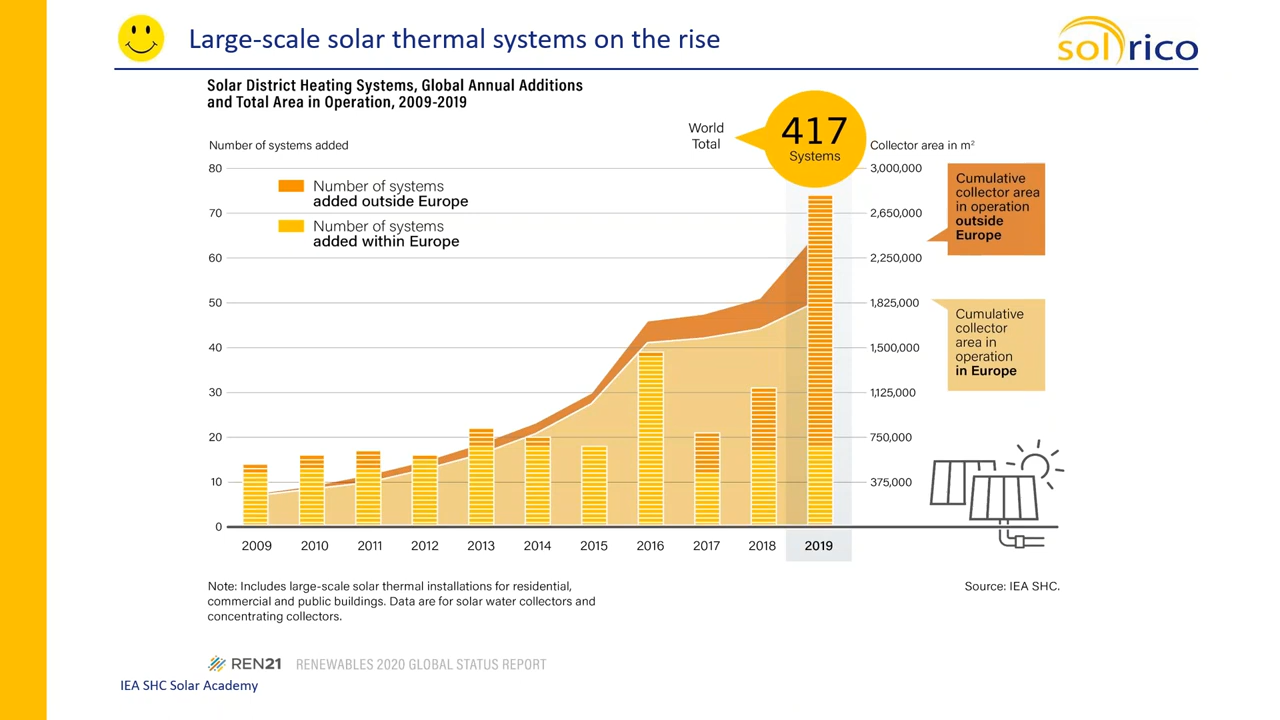 Large-scale solar thermal systems on the rise
sol rico
Solar District Heating Systems, Global Annual Additions
and Total Area in Operation, 2009-2019
World
Total
417
Systems
Number of systems added
Collector area in m²
80
70
60
50
40
30
20
10
0
3,000,000
2,650,000
2,250,000
1,825,000
1,500,000
1,125,000
750,000
375,000
Number of systems
added outside Europe
Number of systems
added within Europe
Cumulative
collector area
in operation
outside
Europe
Cumulative
collector
area in
operation
in Europe
2009 2010 2011 2012 2013 2014 2015 2016 2017 2018 2019
Note: Includes large-scale solar thermal installations for residential,
commercial and public buildings. Data are for solar water collectors and
concentrating collectors.
Source: IEA SHC.
REN21 RENEWABLES 2020 GLOBAL STATUS REPORT
IEA SHC Solar Academy